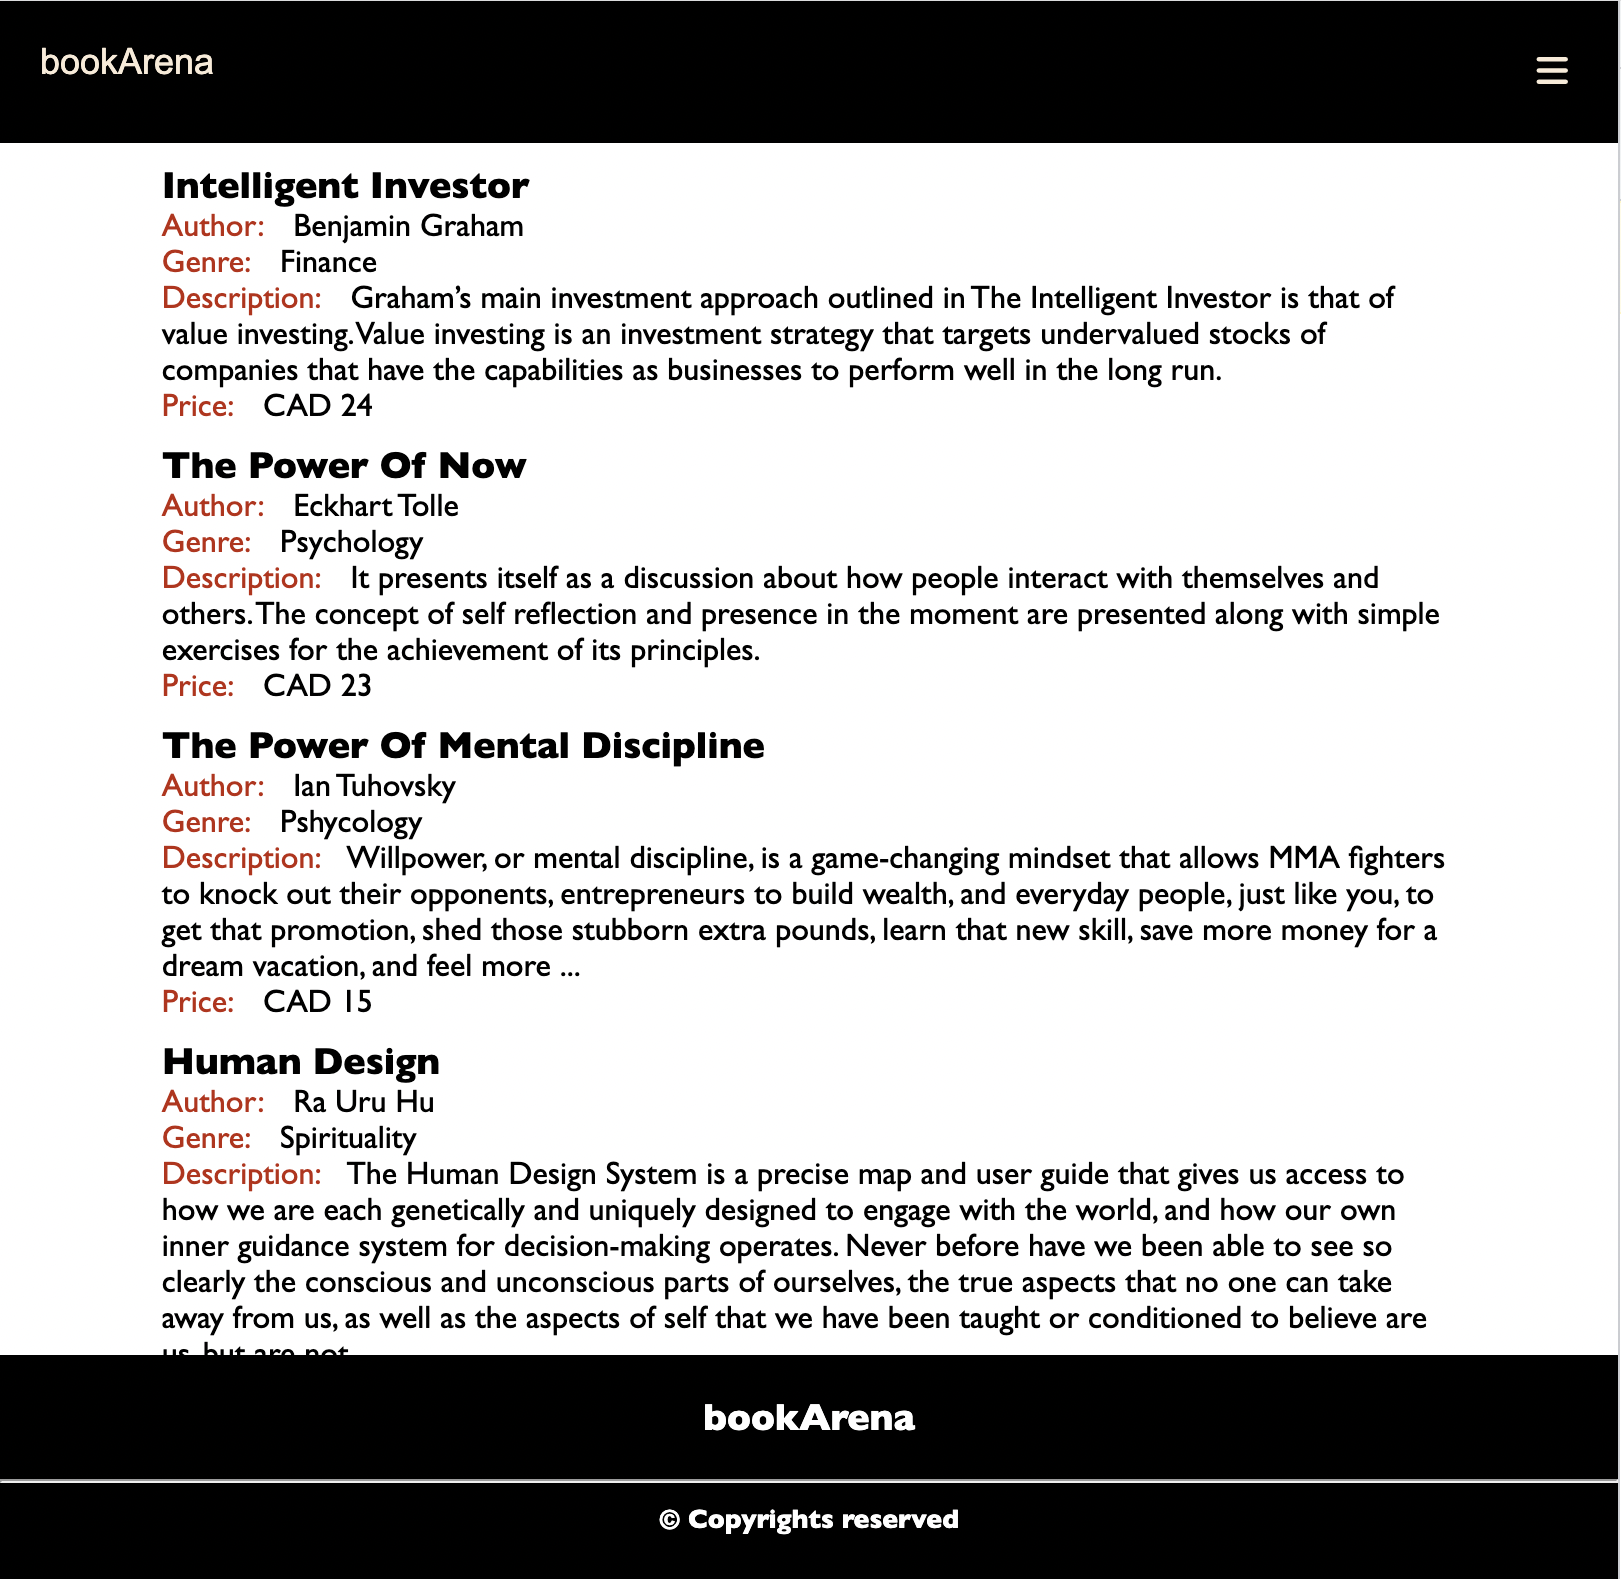 bookArena
Intelligent Investor
Author: Benjamin Graham
Genre: Finance
Description: Graham’s main investment approach outlined in The Intelligent Investor is that of
value investing. Value investing is an investment strategy that targets undervalued stocks of
companies that have the capabilities as businesses to perform well in the long run.
Price: CAD 24
The Power Of Now
Author: Eckhart Tolle
Genre: Psychology
Description: It presents itself as a discussion about how people interact with themselves and
others. The concept of self reflection and presence in the moment are presented along with simple
exercises for the achievement of its principles.
Price: CAD 23
The Power Of Mental Discipline
Author: Ian Tuhovsky
Genre: Pshycology
Description: Willpower, or mental discipline, is a game-changing mindset that allows MMA fighters
to knock out their opponents, entrepreneurs to build wealth, and everyday people, just like you, to
get that promotion, shed those stubborn extra pounds, learn that new skill, save more money for a
dream vacation, and feel more ...
Price: CAD 15
Human Design
Author: Ra Uru Hu
Genre: Spirituality
Description: The Human Design System is a precise map and user guide that gives us access to
how we are each genetically and uniquely designed to engage with the world, and how our own
inner guidance system for decision-making operates. Never before have we been able to see so
clearly the conscious and unconscious parts of ourselves, the true aspects that no one can take
away from us, as well as the aspects of self that we have been taught or conditioned to believe are
us, but are not
bookArena
© Copyrights reserved